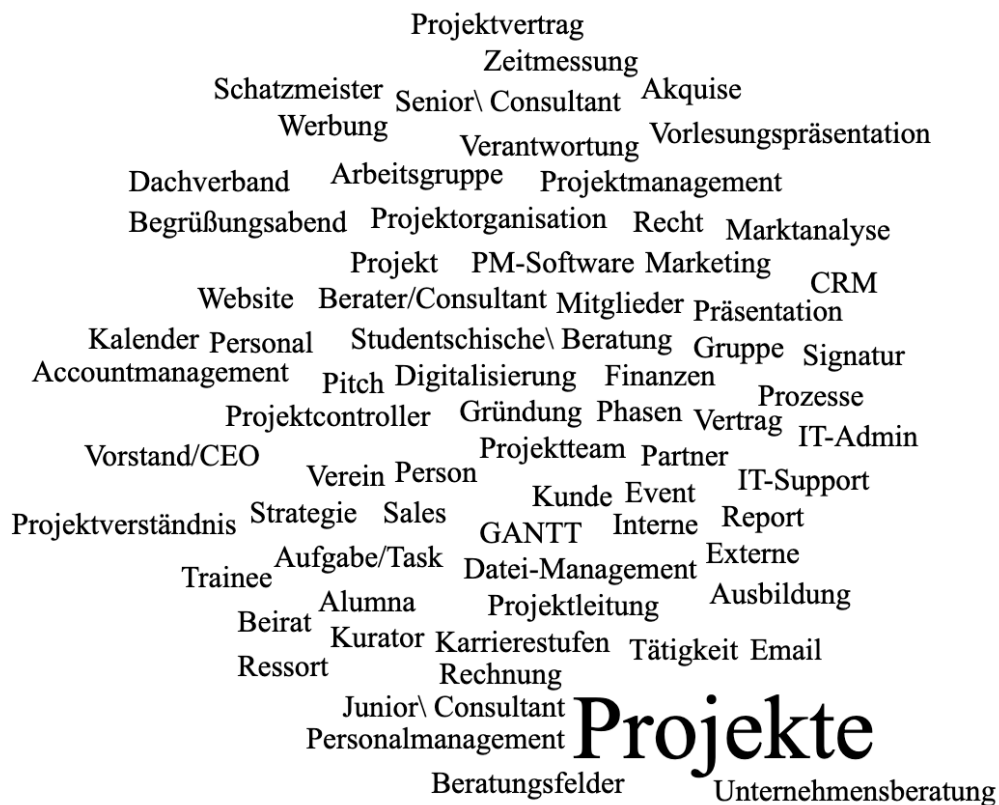 Projektvertrag
Zeitmessung
Schatzmeister Senior\ Consultant Akquise
Werbung Verantwortung Vorlesungspräsentation
Dachverband Arbeitsgruppe Projektmanagement
Begrüßungsabend Projektorganisation Recht Marktanalyse
Projekt PM-Software Marketing CRM
Website Berater/Consultant Mitglieder Präsentation
Kalender Personal Studentschische\ Beratung Gruppe Signatur
Accountmanagement Pitch Digitalisierung Finanzen Prozesse
Projektcontroller Gründung Phasen Vertrag IT-Admin
Vorstand/CEO Projektteam Partner
Verein Person IT-Support
Kunde Event
Projektverständnis Strategie Sales GANTT Interne Report
Aufgabe/Task Externe
Trainee Datei-Management
Alumna Projektleitung Ausbildung
Beirat Kurator Karrierestufen Tätigkeit Email
Ressort Rechnung
Junior\ Consultant Projekte
Personalmanagement
Beratungsfelder Unternehmensberatung